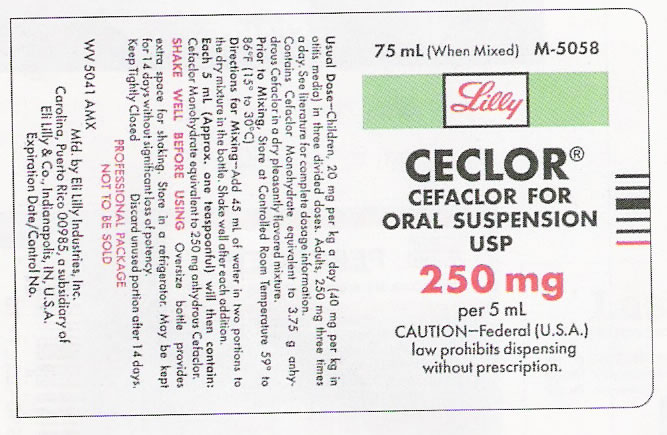 75 mL (When Mixed) M-5058
Lilly
CECLOR®
CEFACLOR FOR
ORAL SUSPENSION
USP
250 mg
per 5 mL
CAUTION—Federal (U.S.A.)
law prohibits dispensing
without prescription.
Usual Dose—Children, 20 mg per kg a day (40 mg per kg in
otitis media) in three divided doses. Adults, 250 mg three times
a day. See literature for complete dosage information.
Contains Cefaclor Monohydrate equivalent to 3.75 g anhy-
drous Cefaclor in a dry pleasantly flavored mixture.
Prior to Mixing, Store at Controlled Room Temperature 59° to
86°F (15° to 30°C)
Directions for Mixing—Add 45 mL of water in two portions to
the dry mixture in the bottle. Shake well after each addition.
Each 5 mL (Approx. one teaspoonful) will then contain:
Cefaclor Monohydrate equivalent to 250 mg anhydrous Cefaclor.
SHAKE WELL BEFORE USING Oversize bottle provides
extra space for shaking. Store in a refrigerator. May be kept
for 14 days without significant loss of potency.
Keep Tightly Closed Discard unused portion after 14 days.
PROFESSIONAL PACKAGE
NOT TO BE SOLD
WV 5041 AMX
Mfd. by Eli Lilly Industries, Inc.
Carolina, Puerto Rico 00985, a subsidiary of
Eli Lilly & Co., Indianapolis, IN, U.S.A.
Expiration Date/Control No.